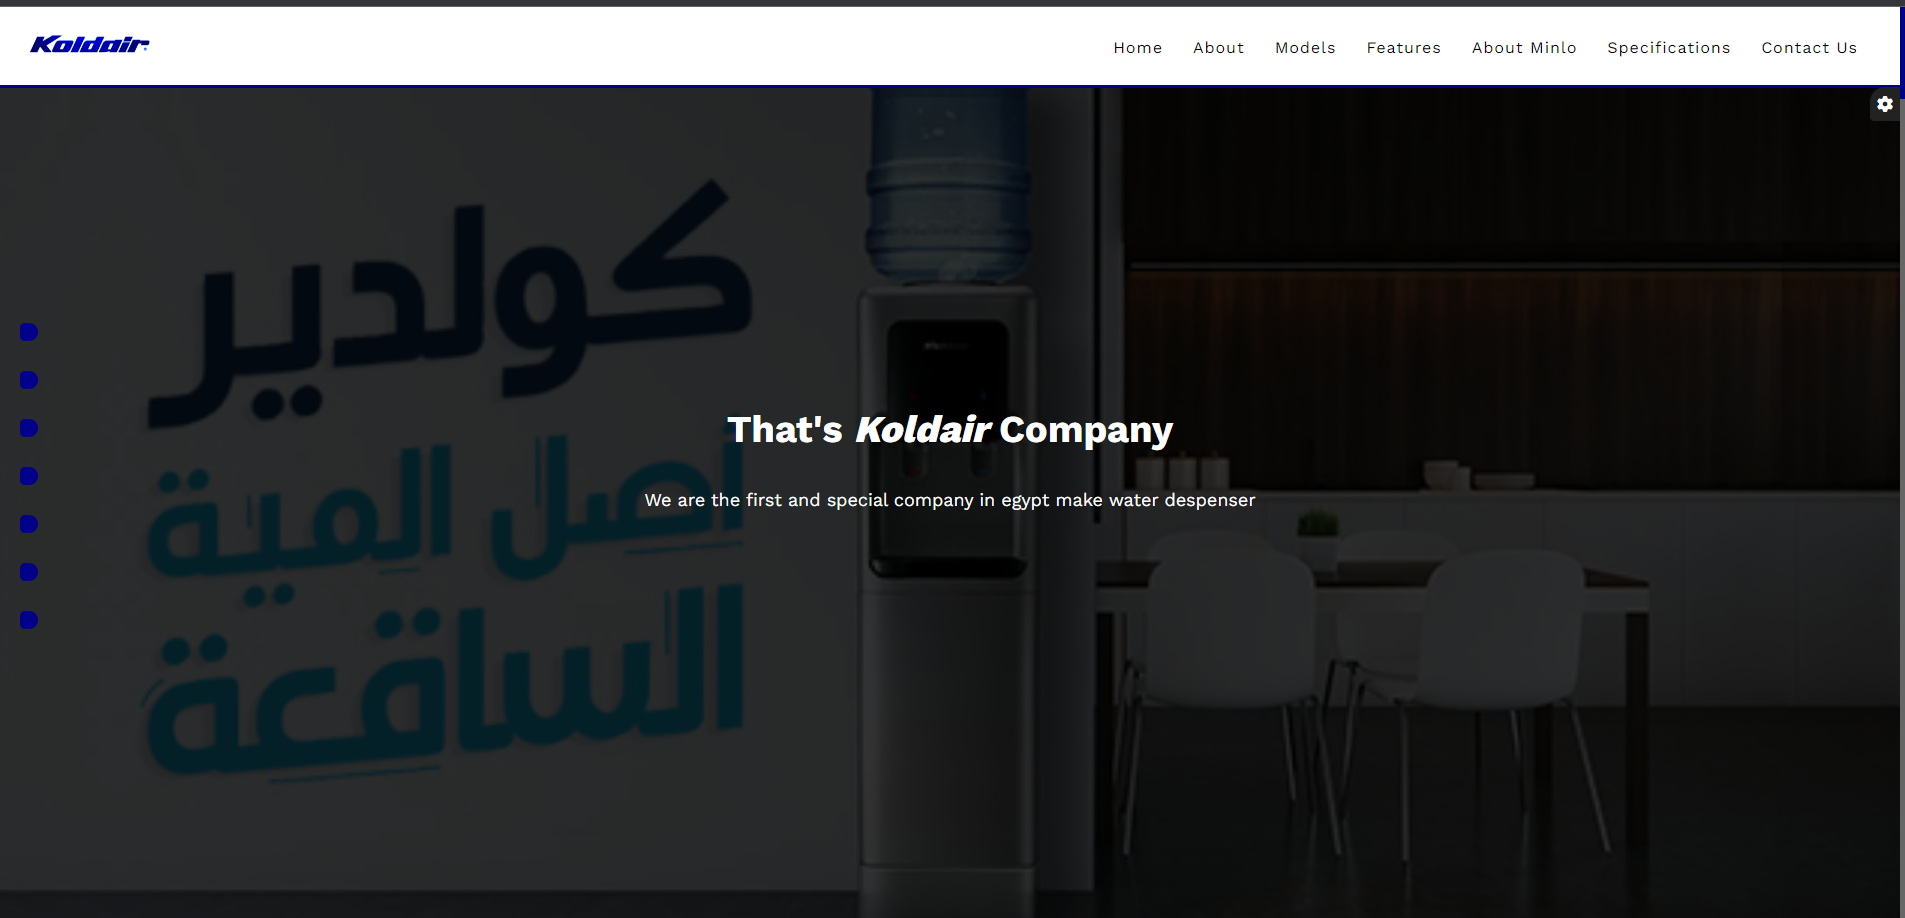 Koldair
Home About Models Features About Minlo Specifications Contact Us
كولدير
أصل المية
الساقعة
That's Koldair Company
We are the first and special company in egypt make water despenser